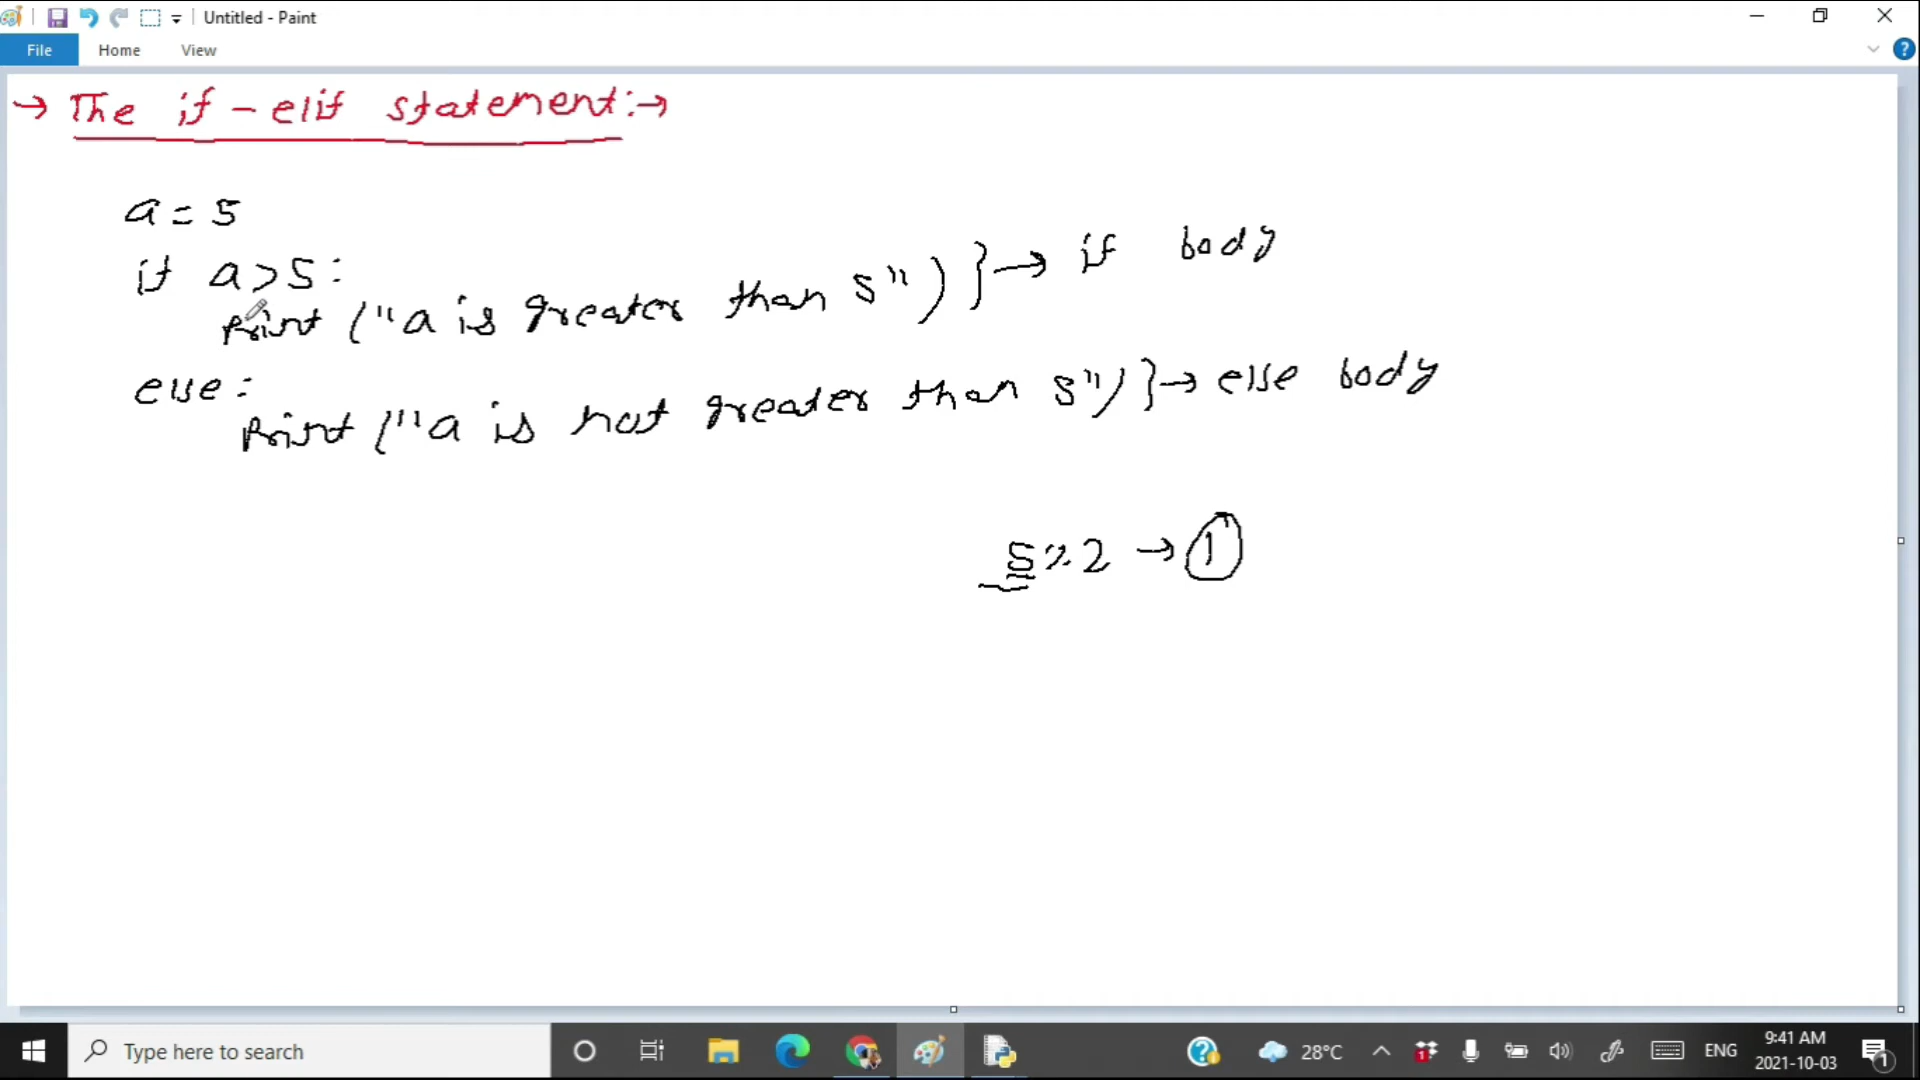 Untitled - Paint
File Home View
→ The if - elif statement:→
a = 5
if a > 5 :
print ("a is greater than 5") } → if body
else :
print ("a is not greater than 5") } → else body
5 % 2 → 1
Type here to search
28°C
ENG
9:41 AM
2021-10-03
1